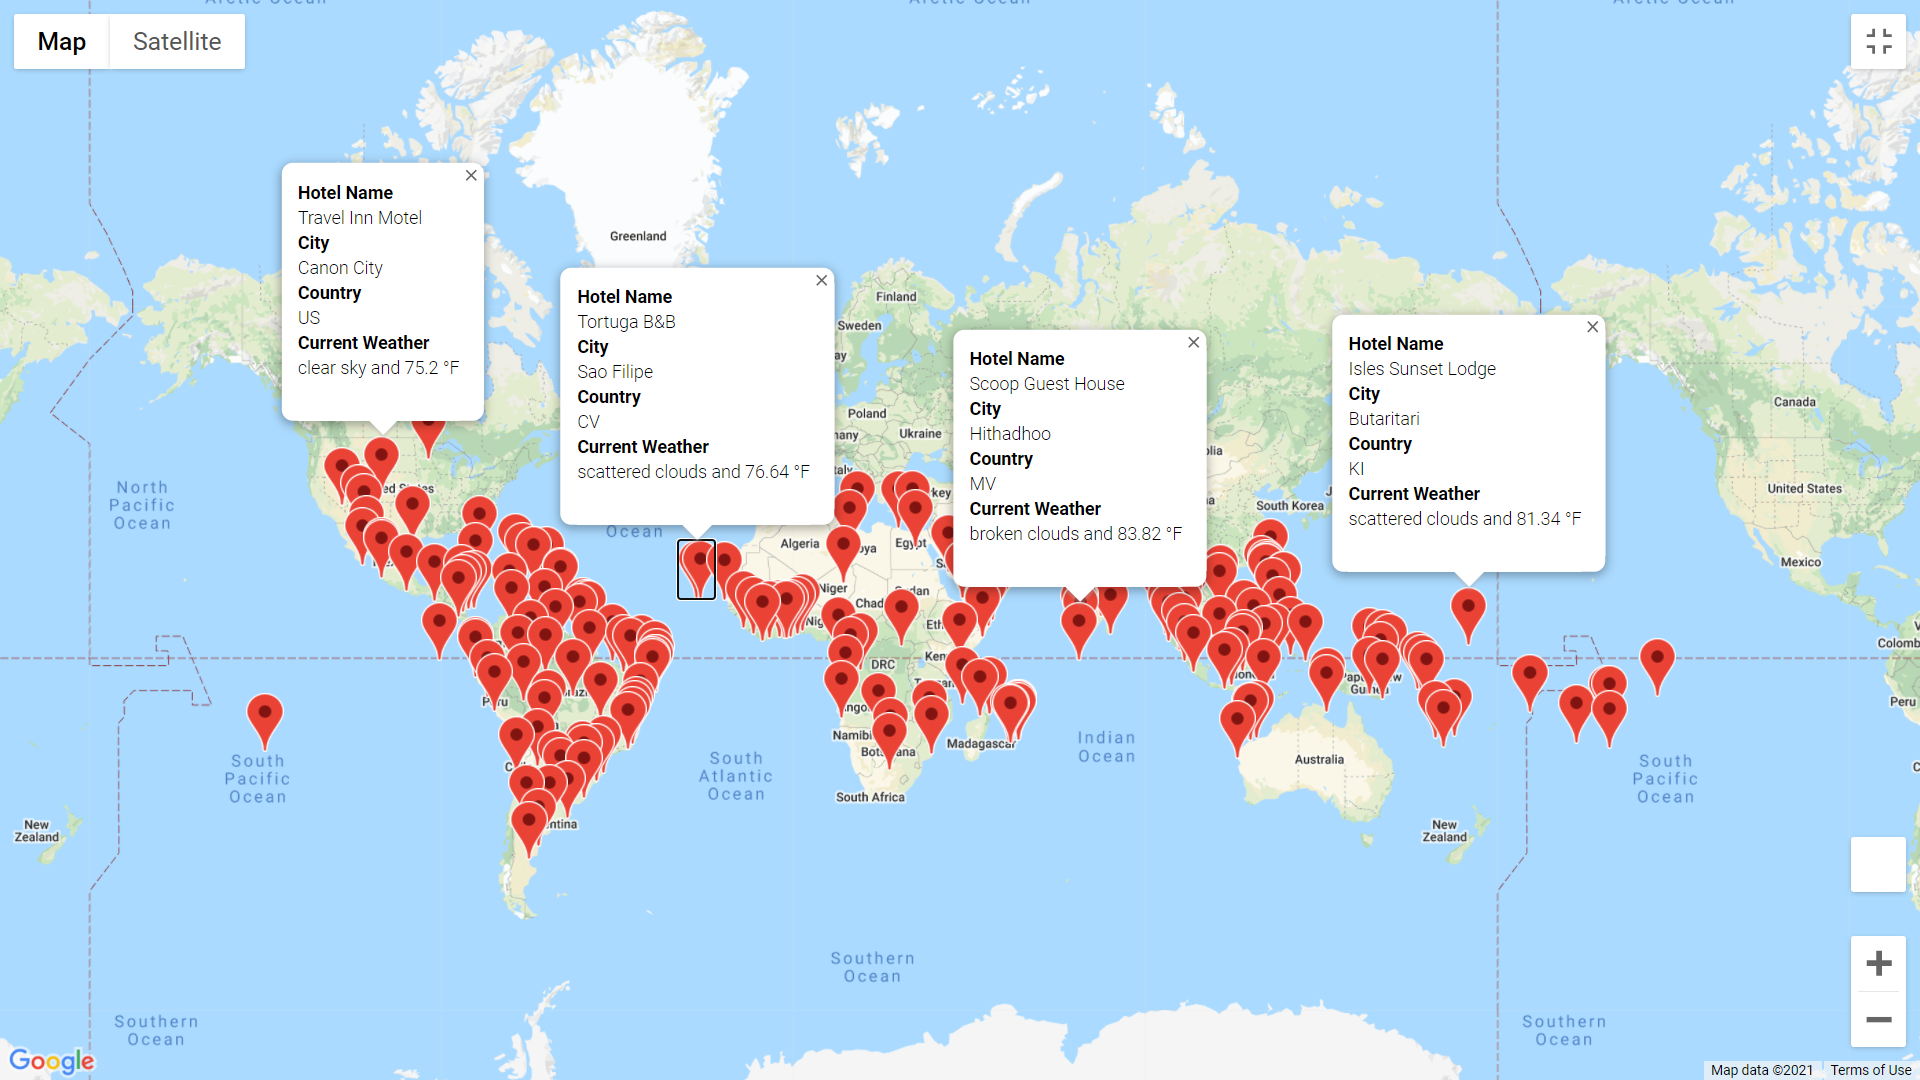 Arctic Ocean
Arctic Ocean
Arctic Ocean
Map
Satellite
Hotel Name
Travel Inn Motel
City
Canon City
Country
US
Current Weather
clear sky and 75.2 °F
Hotel Name
Tortuga B&B
City
Sao Filipe
Country
CV
Current Weather
scattered clouds and 76.64 °F
Hotel Name
Scoop Guest House
City
Hithadhoo
Country
MV
Current Weather
broken clouds and 83.82 °F
Hotel Name
Isles Sunset Lodge
City
Butaritari
Country
KI
Current Weather
scattered clouds and 81.34 °F
Greenland
Finland
Sweden
Poland
Ukraine
Canada
United States
Mexico
South Korea
North
Pacific
Ocean
Ocean
Algeria
Egypt
Niger
Chad
DRC
Peru
Madagascar
South Africa
Australia
Indian
Ocean
South
Pacific
Ocean
South
Atlantic
Ocean
South
Pacific
Ocean
New
Zealand
New
Zealand
Peru
Southern
Ocean
Southern
Ocean
Southern
Ocean
Google
Map data ©2021
Terms of Use